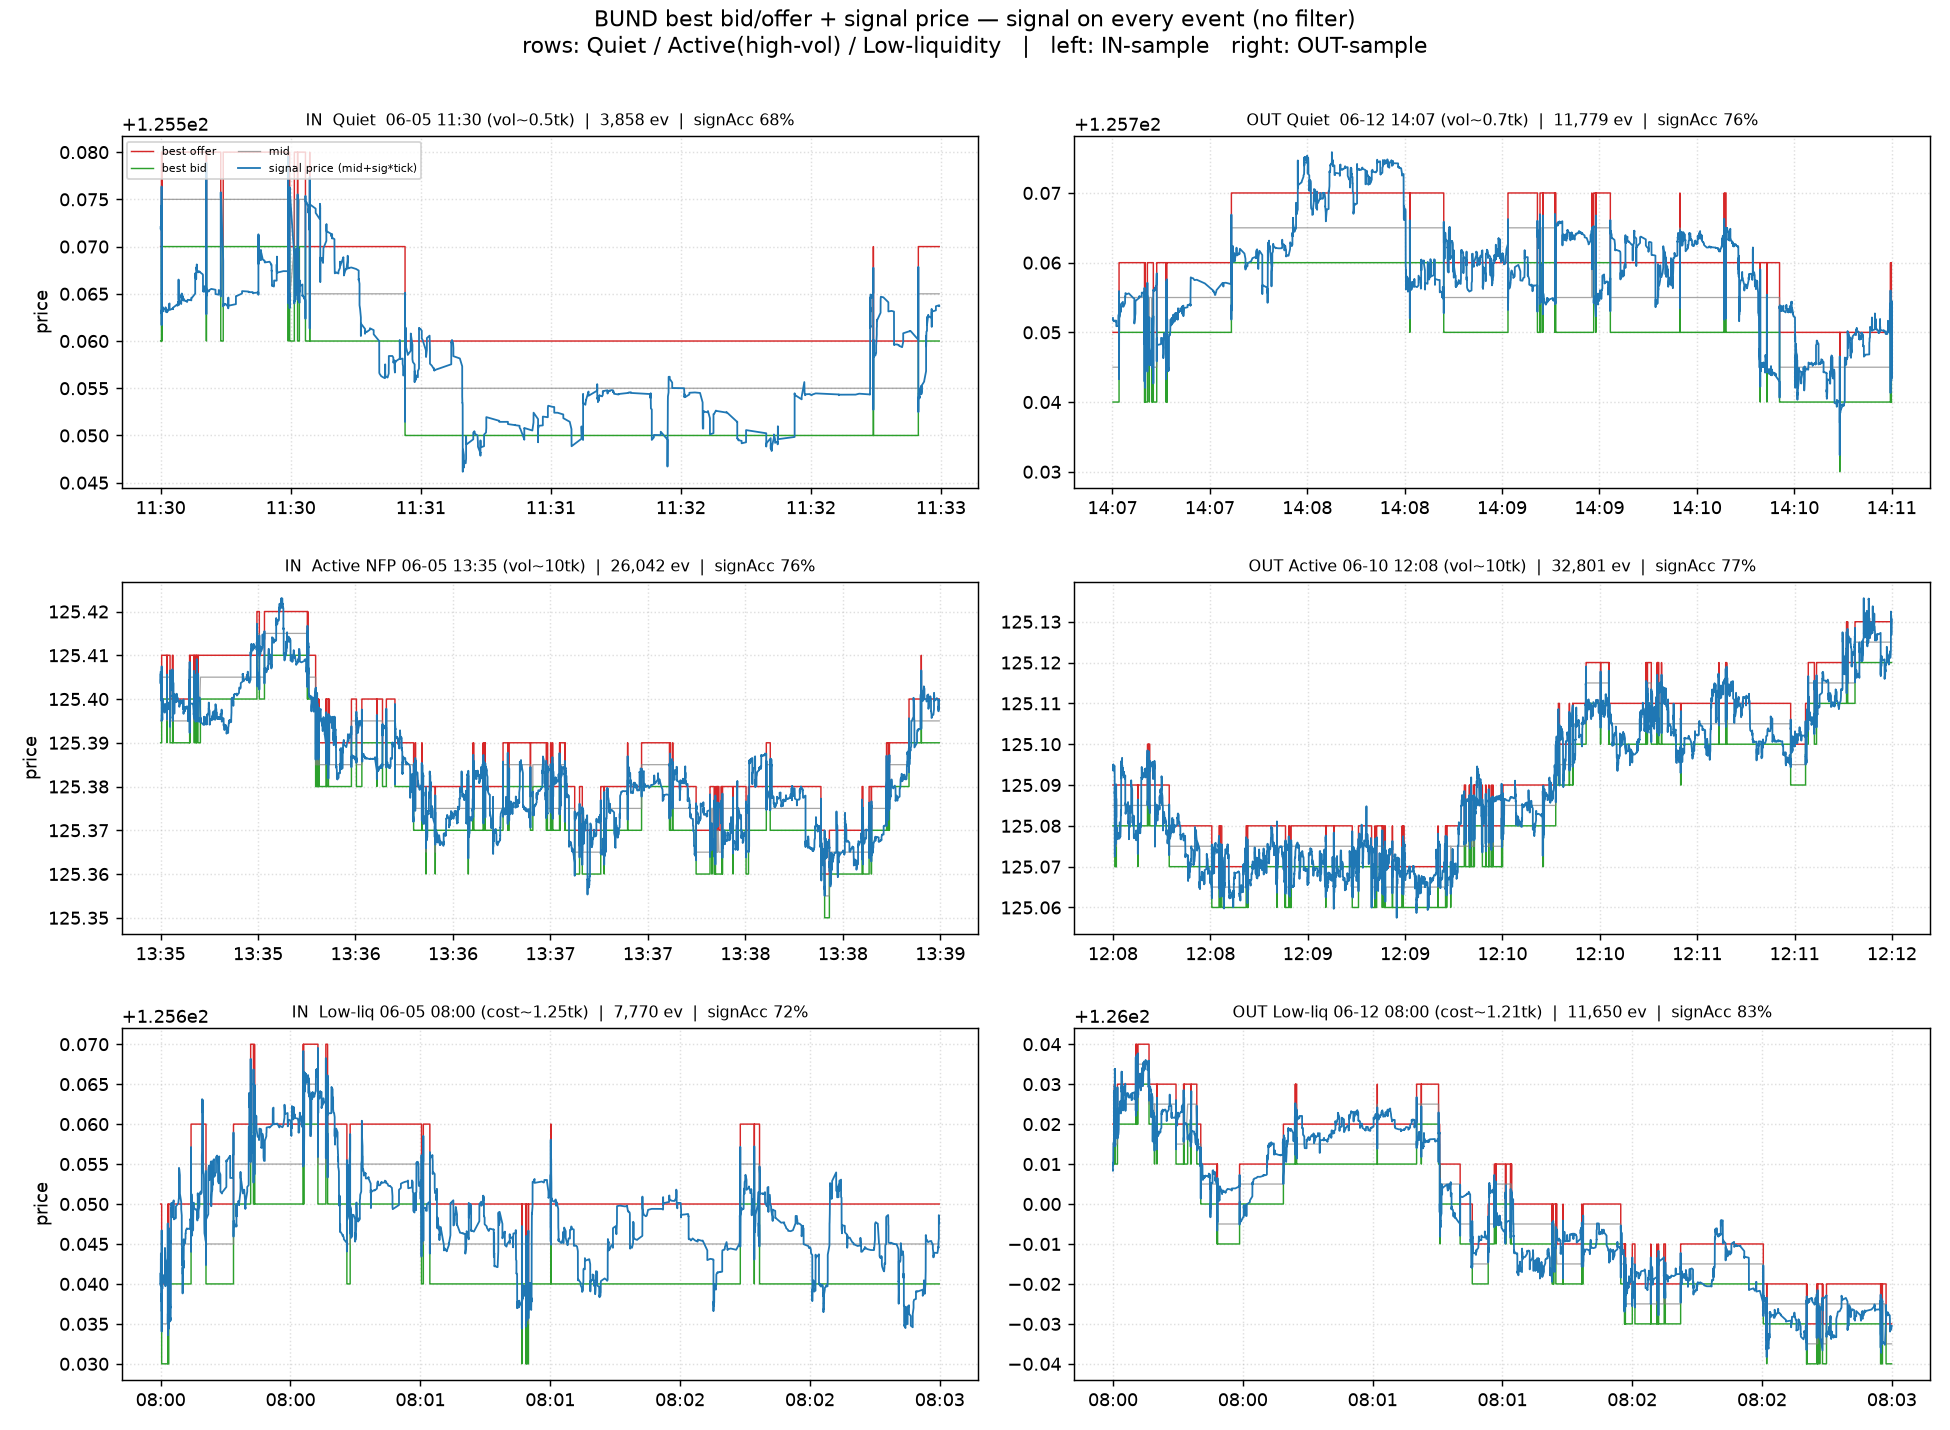 BUND best bid/offer + signal price — signal on every event (no filter)
rows: Quiet / Active(high-vol) / Low-liquidity | left: IN-sample right: OUT-sample
IN Quiet 06-05 11:30 (vol~0.5tk) | 3,858 ev | signAcc 68%
+1.255e2
best offer
best bid
mid
signal price (mid+sig*tick)
price
0.080
0.075
0.070
0.065
0.060
0.055
0.050
0.045
11:30 11:30 11:31 11:31 11:32 11:32 11:33
OUT Quiet 06-12 14:07 (vol~0.7tk) | 11,779 ev | signAcc 76%
+1.257e2
0.07
0.06
0.05
0.04
0.03
14:07 14:07 14:08 14:08 14:09 14:09 14:10 14:10 14:11
IN Active NFP 06-05 13:35 (vol~10tk) | 26,042 ev | signAcc 76%
price
125.42
125.41
125.40
125.39
125.38
125.37
125.36
125.35
13:35 13:35 13:36 13:36 13:37 13:37 13:38 13:38 13:39
OUT Active 06-10 12:08 (vol~10tk) | 32,801 ev | signAcc 77%
125.13
125.12
125.11
125.10
125.09
125.08
125.07
125.06
12:08 12:08 12:09 12:09 12:10 12:10 12:11 12:11 12:12
IN Low-liq 06-05 08:00 (cost~1.25tk) | 7,770 ev | signAcc 72%
+1.256e2
price
0.070
0.065
0.060
0.055
0.050
0.045
0.040
0.035
0.030
08:00 08:00 08:01 08:01 08:02 08:02 08:03
OUT Low-liq 06-12 08:00 (cost~1.21tk) | 11,650 ev | signAcc 83%
+1.26e2
0.04
0.03
0.02
0.01
0.00
−0.01
−0.02
−0.03
−0.04
08:00 08:00 08:01 08:01 08:02 08:02 08:03